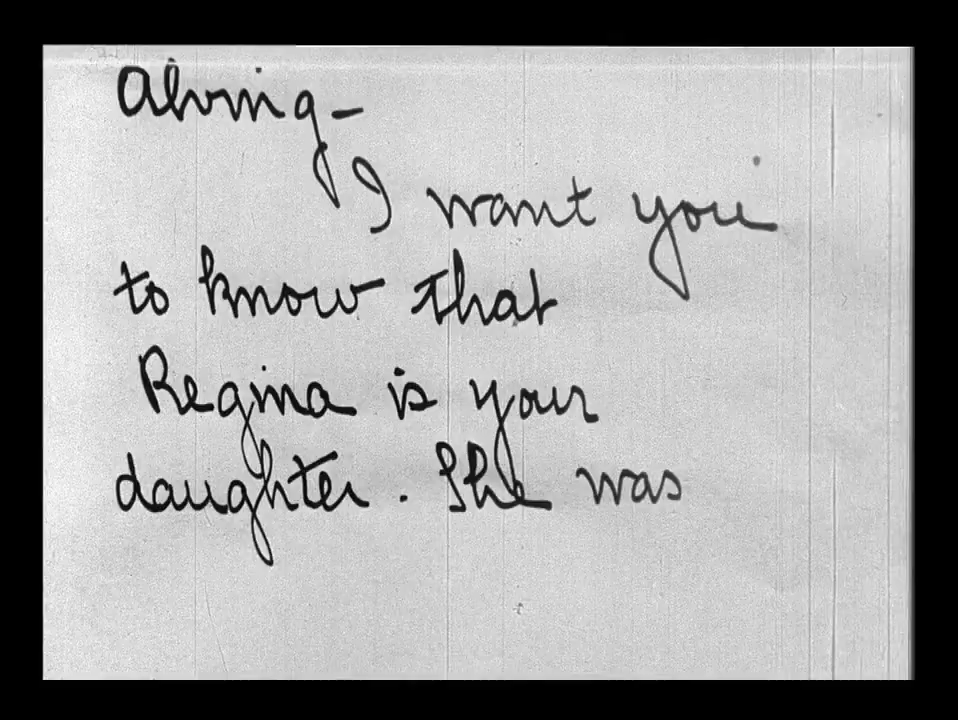 Alving-
I want you
to know that
Regina is your
daughter. She was